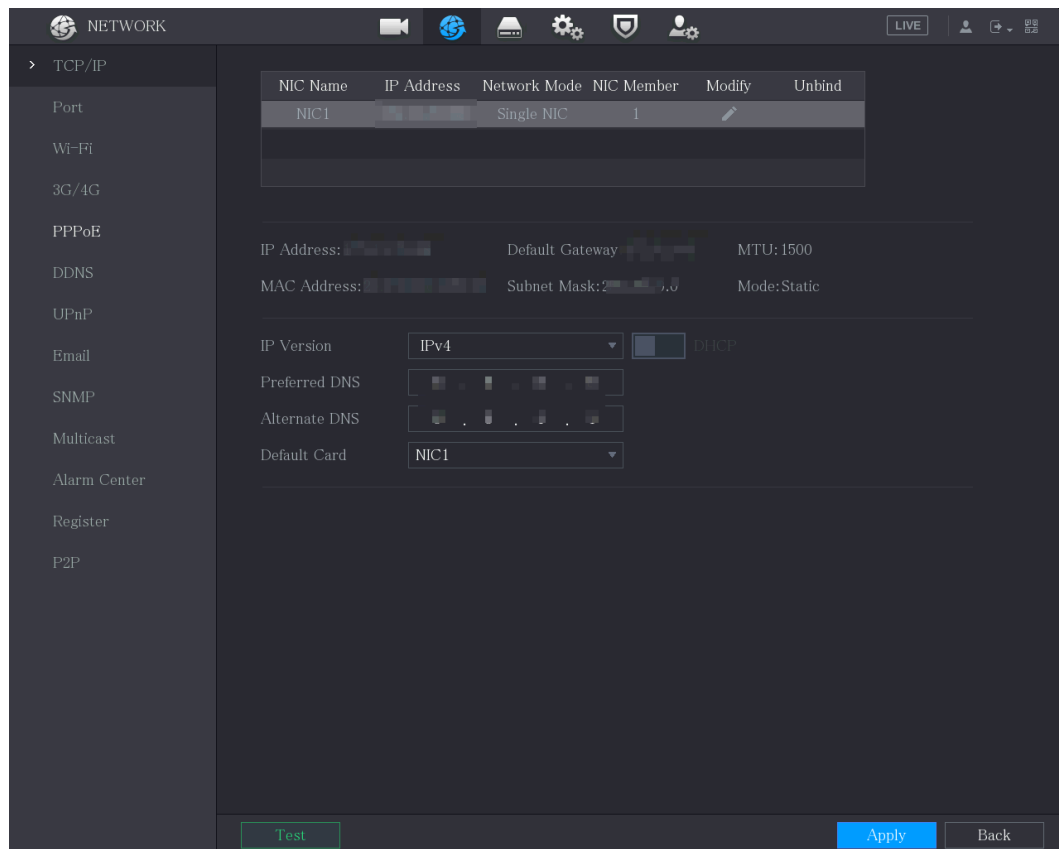 NETWORK
LIVE
TCP/IP
Port
Wi-Fi
3G/4G
PPPoE
DDNS
UPnP
Email
SNMP
Multicast
Alarm Center
Register
P2P
NIC Name IP Address Network Mode NIC Member Modify Unbind
NIC1 Single NIC 1
IP Address: Default Gateway MTU:1500
MAC Address: Subnet Mask: Mode:Static
IP Version IPv4 DHCP
Preferred DNS
Alternate DNS
Default Card NIC1
Test Apply Back